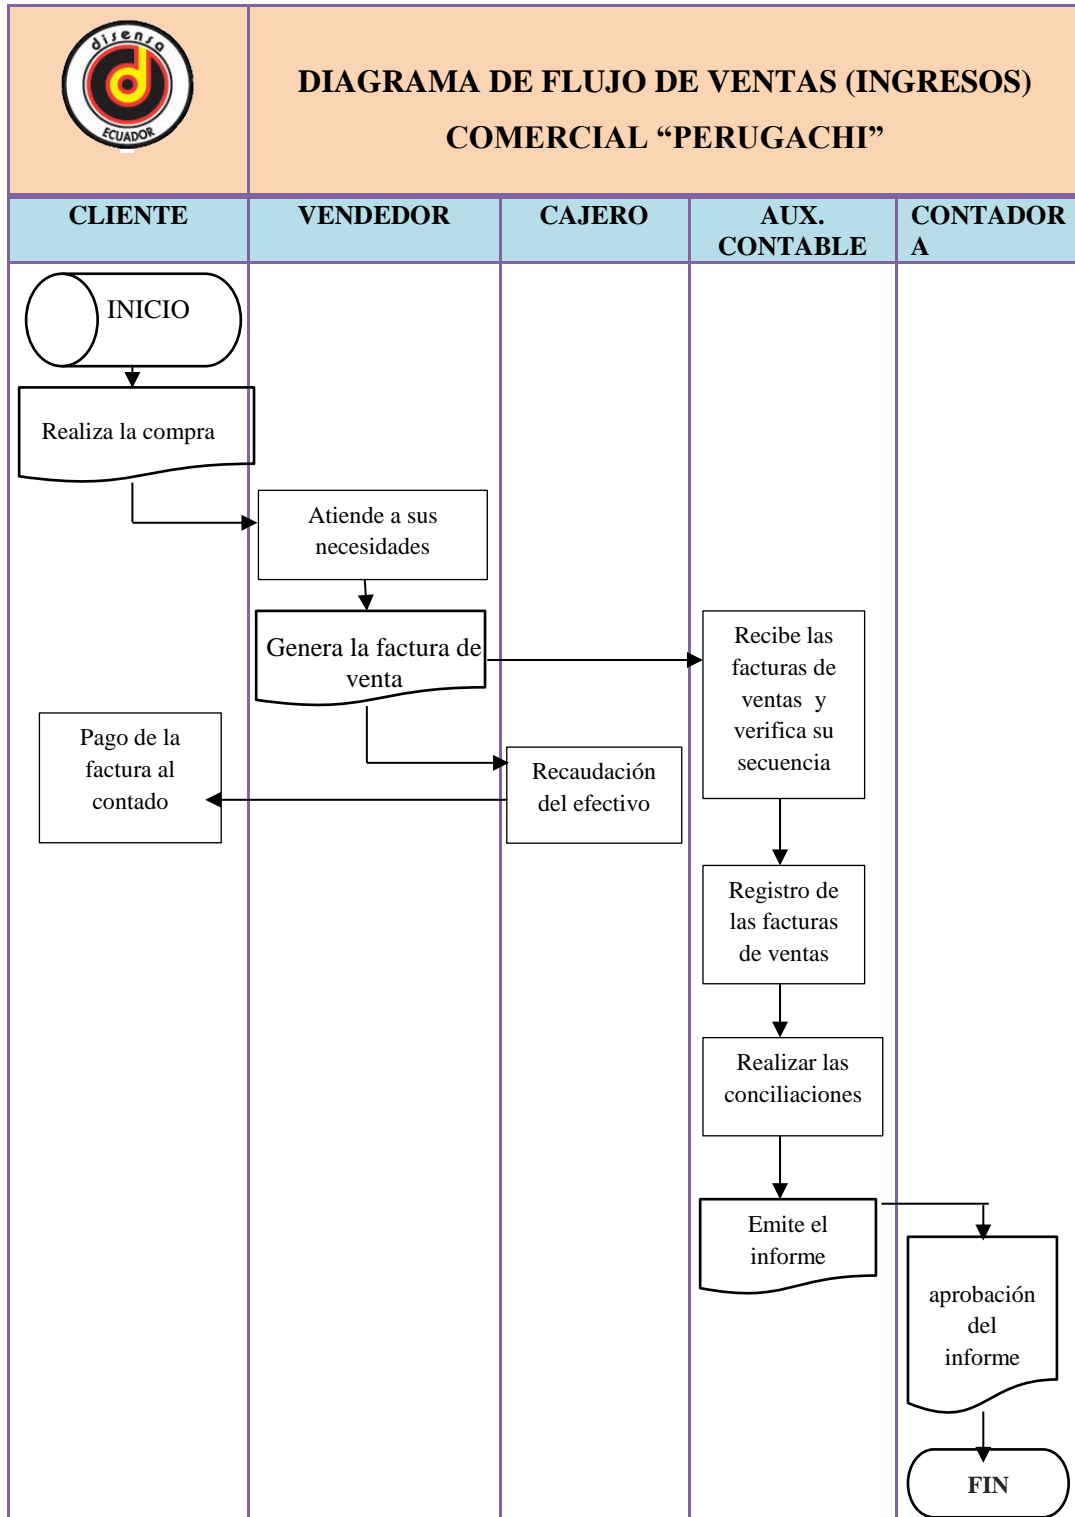 disensa
ECUADOR
DIAGRAMA DE FLUJO DE VENTAS (INGRESOS)
COMERCIAL “PERUGACHI”
CLIENTE
VENDEDOR
CAJERO
AUX.
CONTABLE
CONTADOR
A
INICIO
Realiza la compra
Atiende a sus
necesidades
Genera la factura de
venta
Recibe las
facturas de
ventas y
verifica su
secuencia
Pago de la
factura al
contado
Recaudación
del efectivo
Registro de
las facturas
de ventas
Realizar las
conciliaciones
Emite el
informe
aprobación
del
informe
FIN